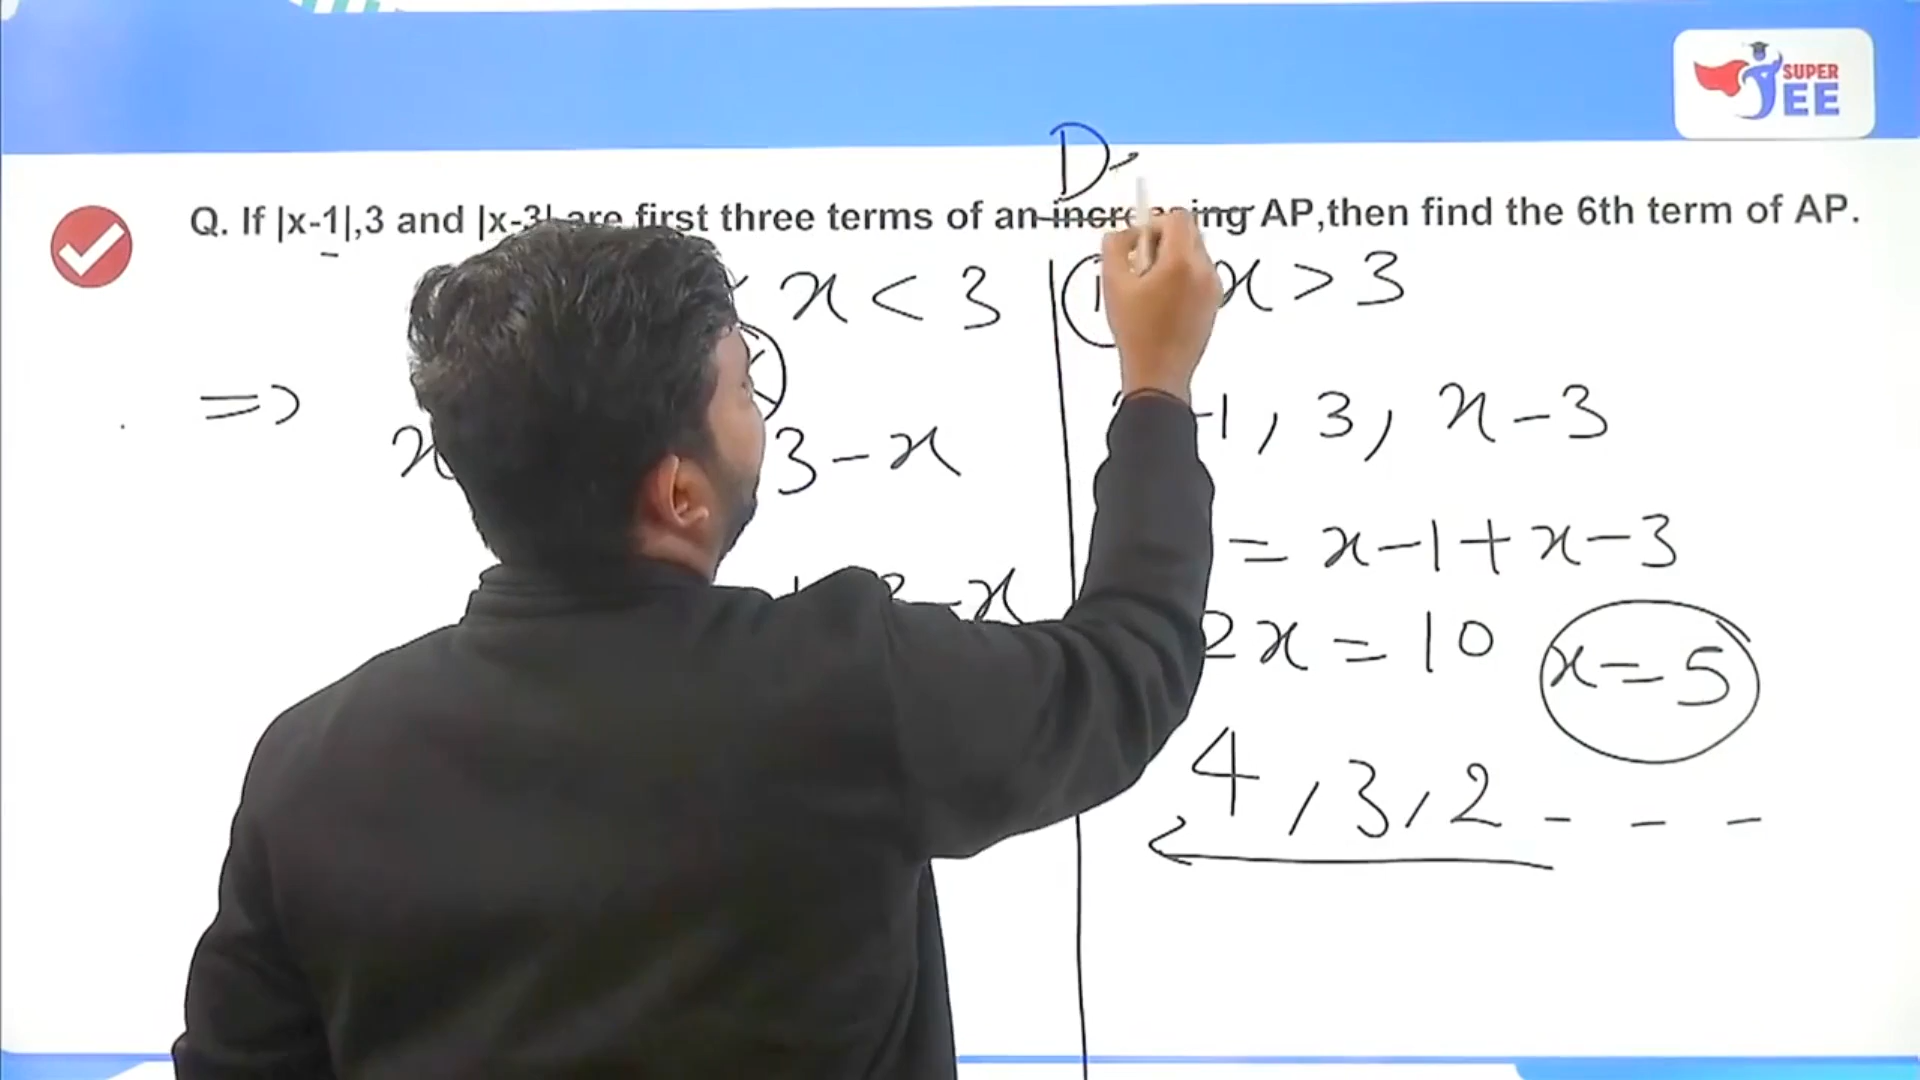 SUPER
JEE
D
Q. If |x-1|,3 and |x-3| are first three terms of an increasing AP,then find the 6th term of AP.
x < 3
x > 3
=>
-1, 3, x-3
x
3-x
= x-1+x-3
-x
2x = 10
x=5
4, 3, 2 - - -